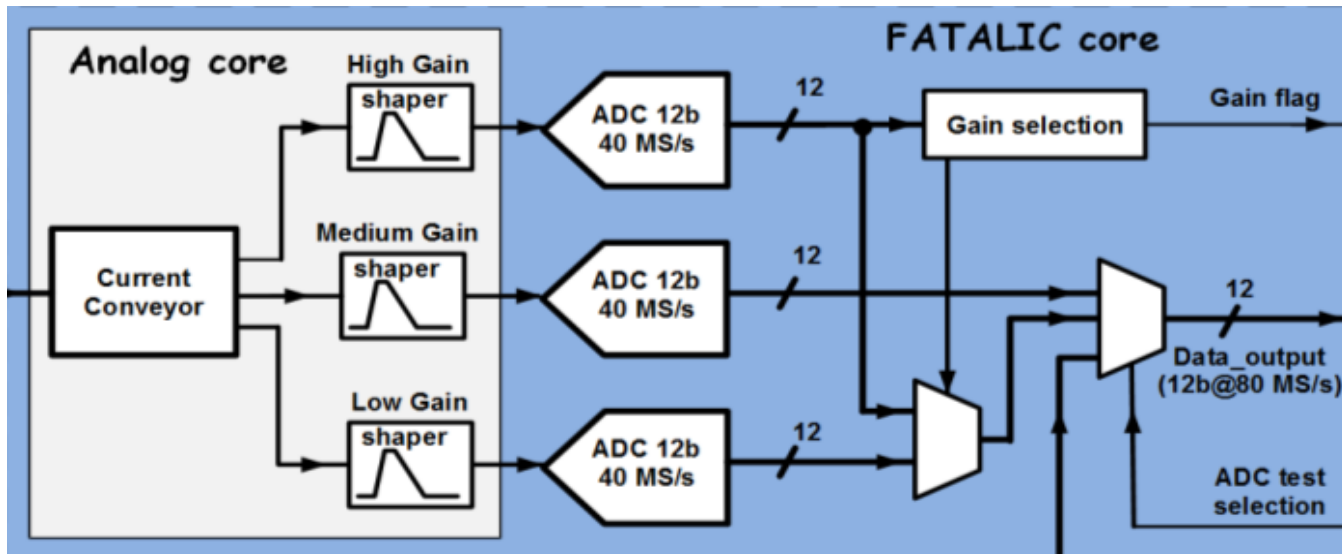 Analog core
FATALIC core
High Gain
shaper
ADC 12b
40 MS/s
12
Gain selection
Gain flag
Current
Conveyor
Medium Gain
shaper
ADC 12b
40 MS/s
12
12
Data_output
(12b@80 MS/s)
Low Gain
shaper
ADC 12b
40 MS/s
12
ADC test
selection